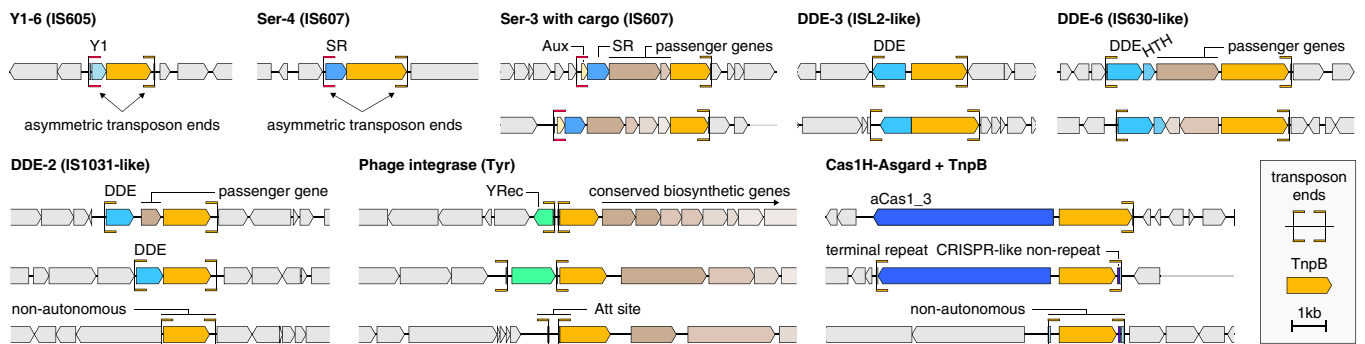 Y1-6 (IS605)
Ser-4 (IS607)
Ser-3 with cargo (IS607)
DDE-3 (ISL2-like)
DDE-6 (IS630-like)
Y1
SR
Aux
SR
passenger genes
DDE
DDE
HTH
passenger genes
asymmetric transposon ends
asymmetric transposon ends
DDE-2 (IS1031-like)
Phage integrase (Tyr)
Cas1H-Asgard + TnpB
DDE
passenger gene
YRec
conserved biosynthetic genes
aCas1_3
transposon
ends
DDE
terminal repeat
CRISPR-like non-repeat
TnpB
non-autonomous
Att site
non-autonomous
1kb